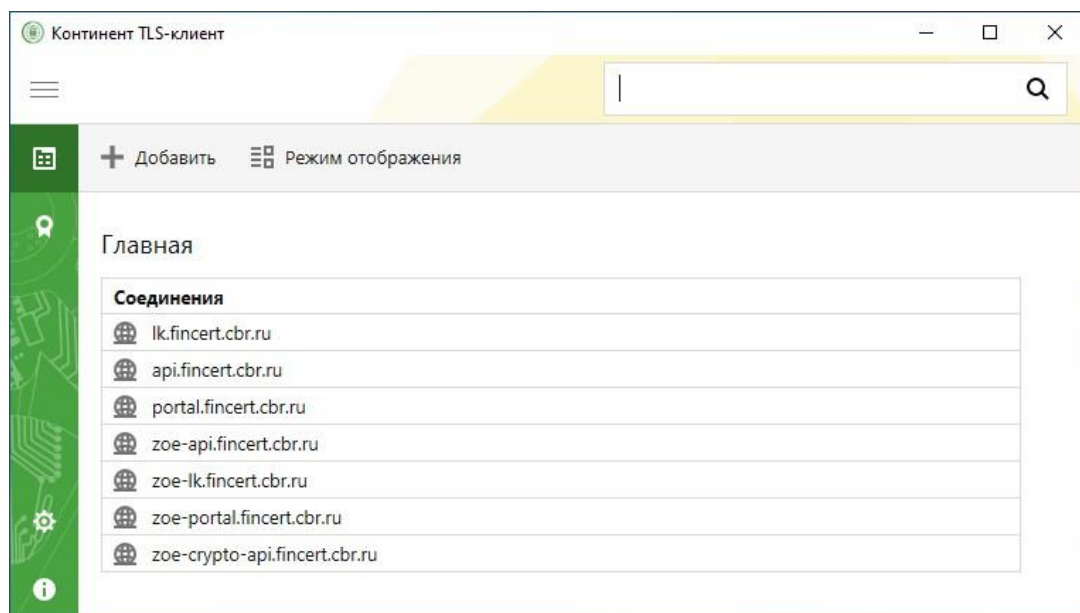 Континент TLS-клиент
Добавить Режим отображения
Главная
Соединения
lk.fincert.cbr.ru
api.fincert.cbr.ru
portal.fincert.cbr.ru
zoe-api.fincert.cbr.ru
zoe-lk.fincert.cbr.ru
zoe-portal.fincert.cbr.ru
zoe-crypto-api.fincert.cbr.ru